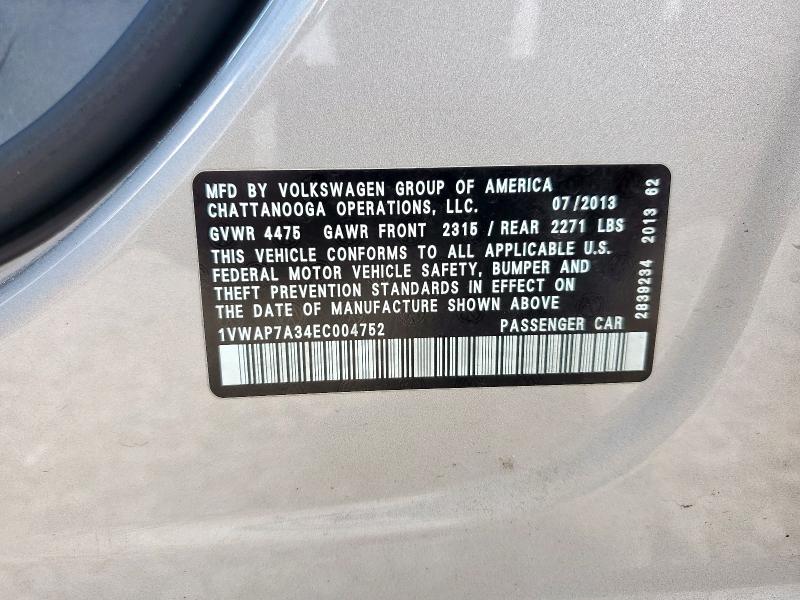 MFD BY VOLKSWAGEN GROUP OF AMERICA
CHATTANOOGA OPERATIONS, LLC. 07/2013
GVWR 4475 GAWR FRONT 2315 / REAR 2271 LBS
THIS VEHICLE CONFORMS TO ALL APPLICABLE U.S.
FEDERAL MOTOR VEHICLE SAFETY, BUMPER AND
THEFT PREVENTION STANDARDS IN EFFECT ON
THE DATE OF MANUFACTURE SHOWN ABOVE
1VWAP7A34EC004752 PASSENGER CAR
2839234 2013 62